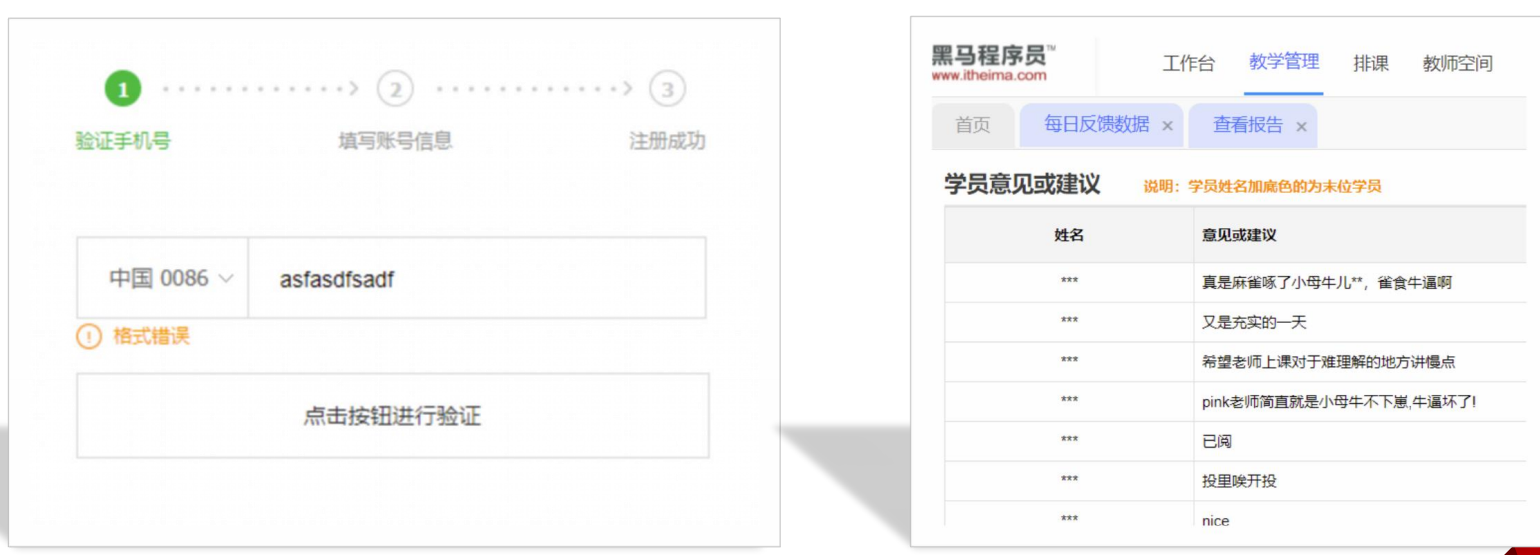 1
2
3
验证手机号
填写账号信息
注册成功
中国 0086
asfasdfsadf
格式错误
点击按钮进行验证
黑马程序员™
www.itheima.com
工作台 教学管理 排课 教师空间
首页 每日反馈数据 × 查看报告 ×
学员意见或建议 说明：学员姓名加底色的为末位学员
姓名 意见或建议
*** 真是麻雀啄了小母牛儿**，雀食牛逼啊
*** 又是充实的一天
*** 希望老师上课对于难理解的地方讲慢点
*** pink老师简直就是小母牛不下崽,牛逼坏了!
*** 已阅
*** 投里唉开投
*** nice